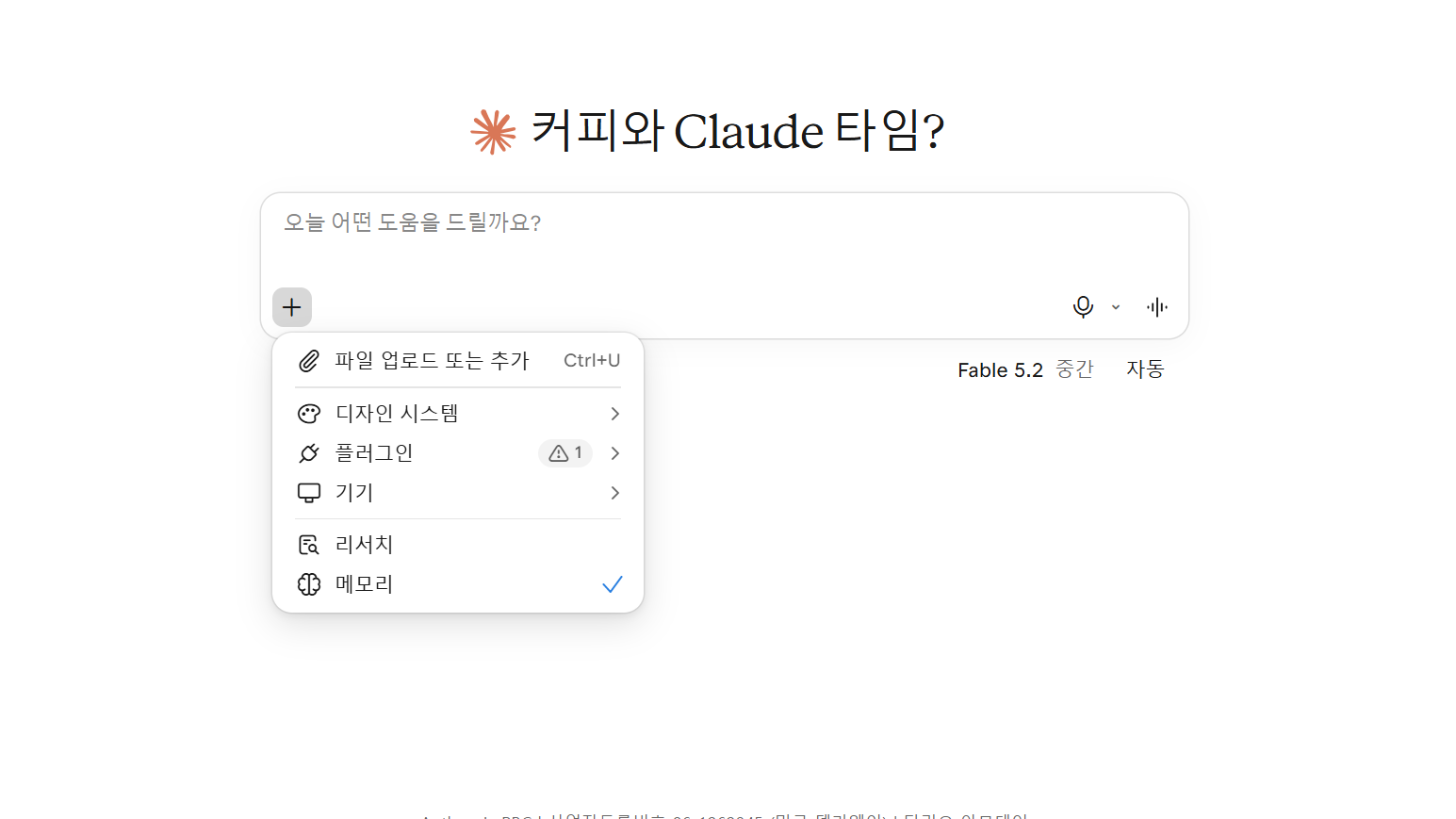 커피와 Claude 타임?
오늘 어떤 도움을 드릴까요?
파일 업로드 또는 추가 Ctrl+U
Fable 5.2 중간 자동
디자인 시스템
플러그인 1
기기
리서치
메모리